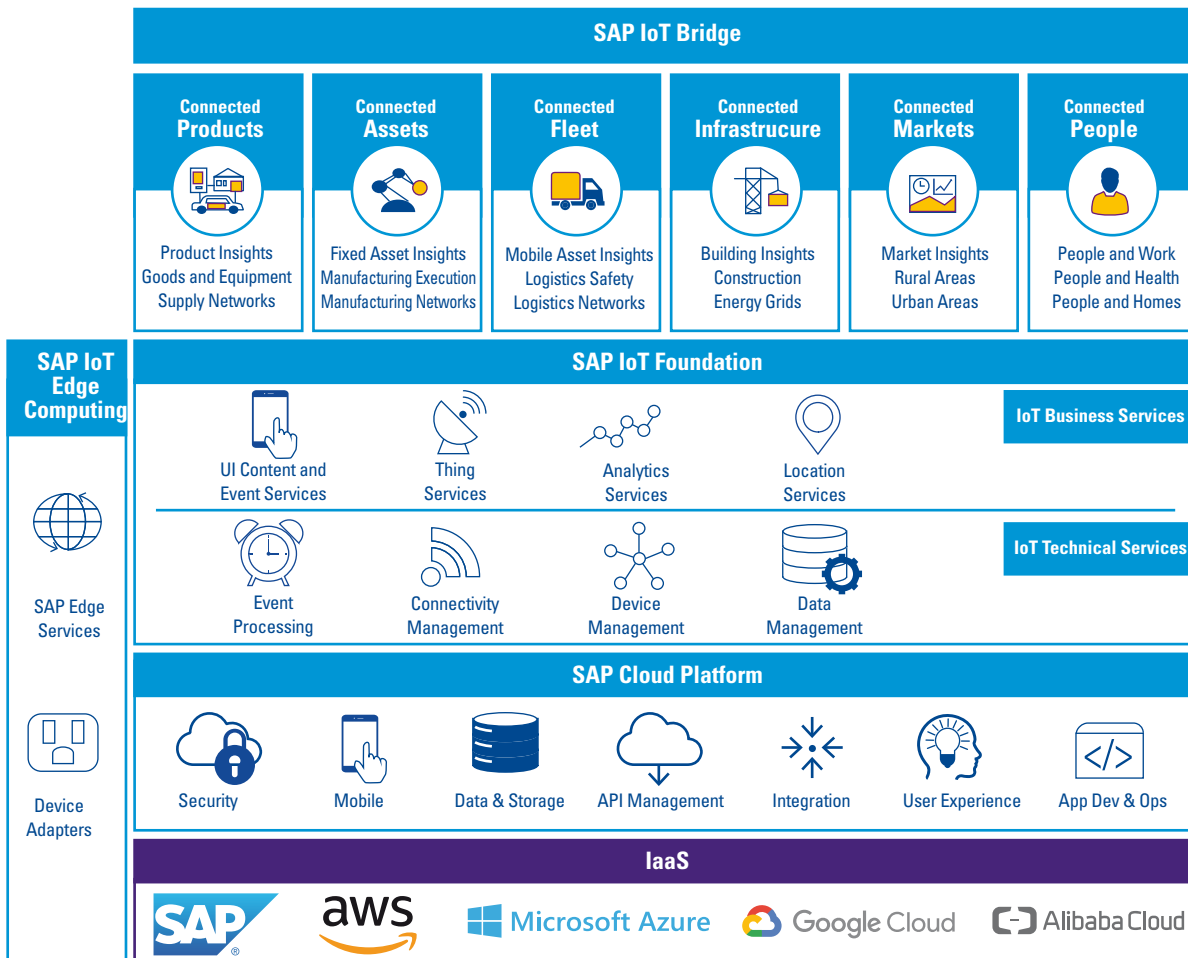 SAP IoT Bridge
Connected
Products
Product Insights
Goods and Equipment
Supply Networks
Connected
Assets
Fixed Asset Insights
Manufacturing Execution
Manufacturing Networks
Connected
Fleet
Mobile Asset Insights
Logistics Safety
Logistics Networks
Connected
Infrastrucure
Building Insights
Construction
Energy Grids
Connected
Markets
Market Insights
Rural Areas
Urban Areas
Connected
People
People and Work
People and Health
People and Homes
SAP IoT
Edge
Computing
SAP Edge
Services
Device
Adapters
SAP IoT Foundation
IoT Business Services
UI Content and
Event Services
Thing
Services
Analytics
Services
Location
Services
IoT Technical Services
Event
Processing
Connectivity
Management
Device
Management
Data
Management
SAP Cloud Platform
</>
Security
Mobile
Data & Storage
API Management
Integration
User Experience
App Dev & Ops
IaaS
SAP®
aws
Microsoft Azure
Google Cloud
Alibaba Cloud